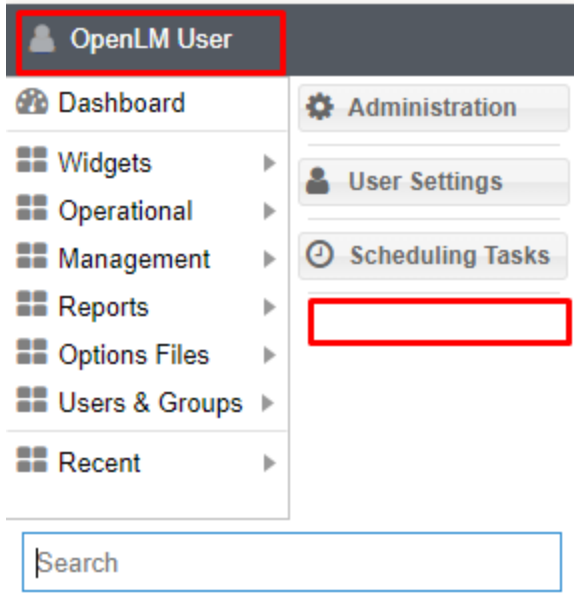 OpenLM User
Dashboard
Widgets
Operational
Management
Reports
Options Files
Users & Groups
Recent
Administration
User Settings
Scheduling Tasks
Search